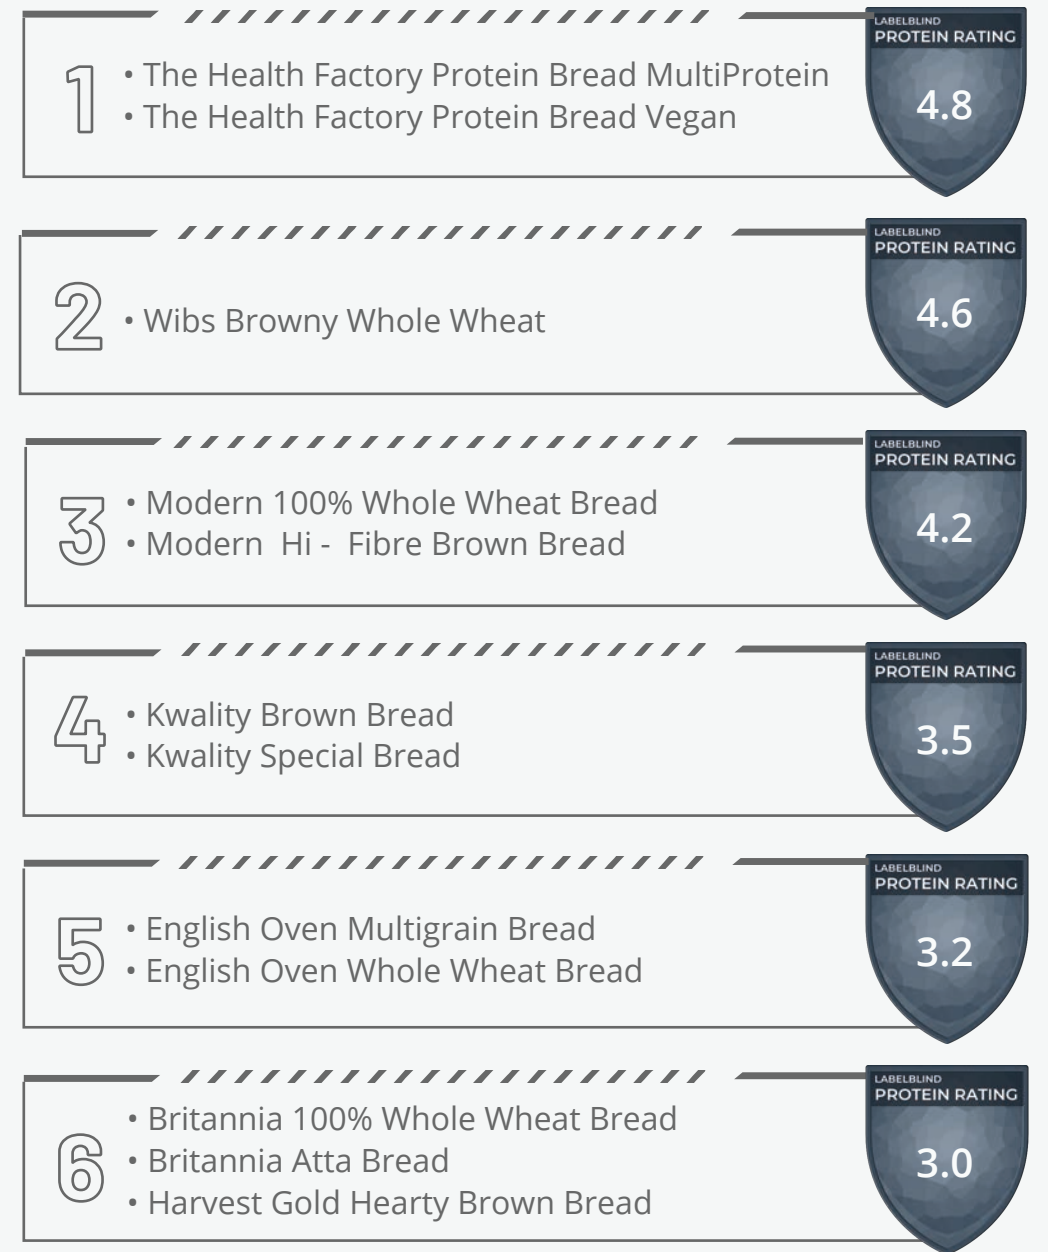 LABELBLIND
PROTEIN RATING
1
• The Health Factory Protein Bread MultiProtein
• The Health Factory Protein Bread Vegan
4.8
LABELBLIND
PROTEIN RATING
2
• Wibs Browny Whole Wheat
4.6
LABELBLIND
PROTEIN RATING
3
• Modern 100% Whole Wheat Bread
• Modern  Hi -  Fibre Brown Bread
4.2
LABELBLIND
PROTEIN RATING
4
• Kwality Brown Bread
• Kwality Special Bread
3.5
LABELBLIND
PROTEIN RATING
5
• English Oven Multigrain Bread
• English Oven Whole Wheat Bread
3.2
LABELBLIND
PROTEIN RATING
6
• Britannia 100% Whole Wheat Bread
• Britannia Atta Bread
• Harvest Gold Hearty Brown Bread
3.0